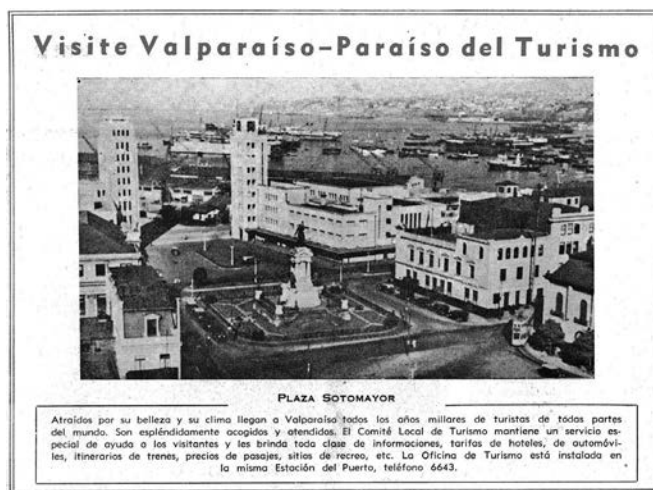 Visite Valparaíso-Paraíso del Turismo
PLAZA SOTOMAYOR
Atraídos por su belleza y su clima llegan a Valparaíso todos los años millares de turistas de todas partes
del mundo. Son espléndidamente acogidos y atendidos. El Comité Local de Turismo mantiene un servicio es-
pecial de ayuda a los visitantes y les brinda toda clase de informaciones, tarifas de hoteles, de automóvi-
les, itinerarios de trenes, precios de pasajes, sitios de recreo, etc. La Oficina de Turismo está instalada en
la misma Estación del Puerto, teléfono 6643.